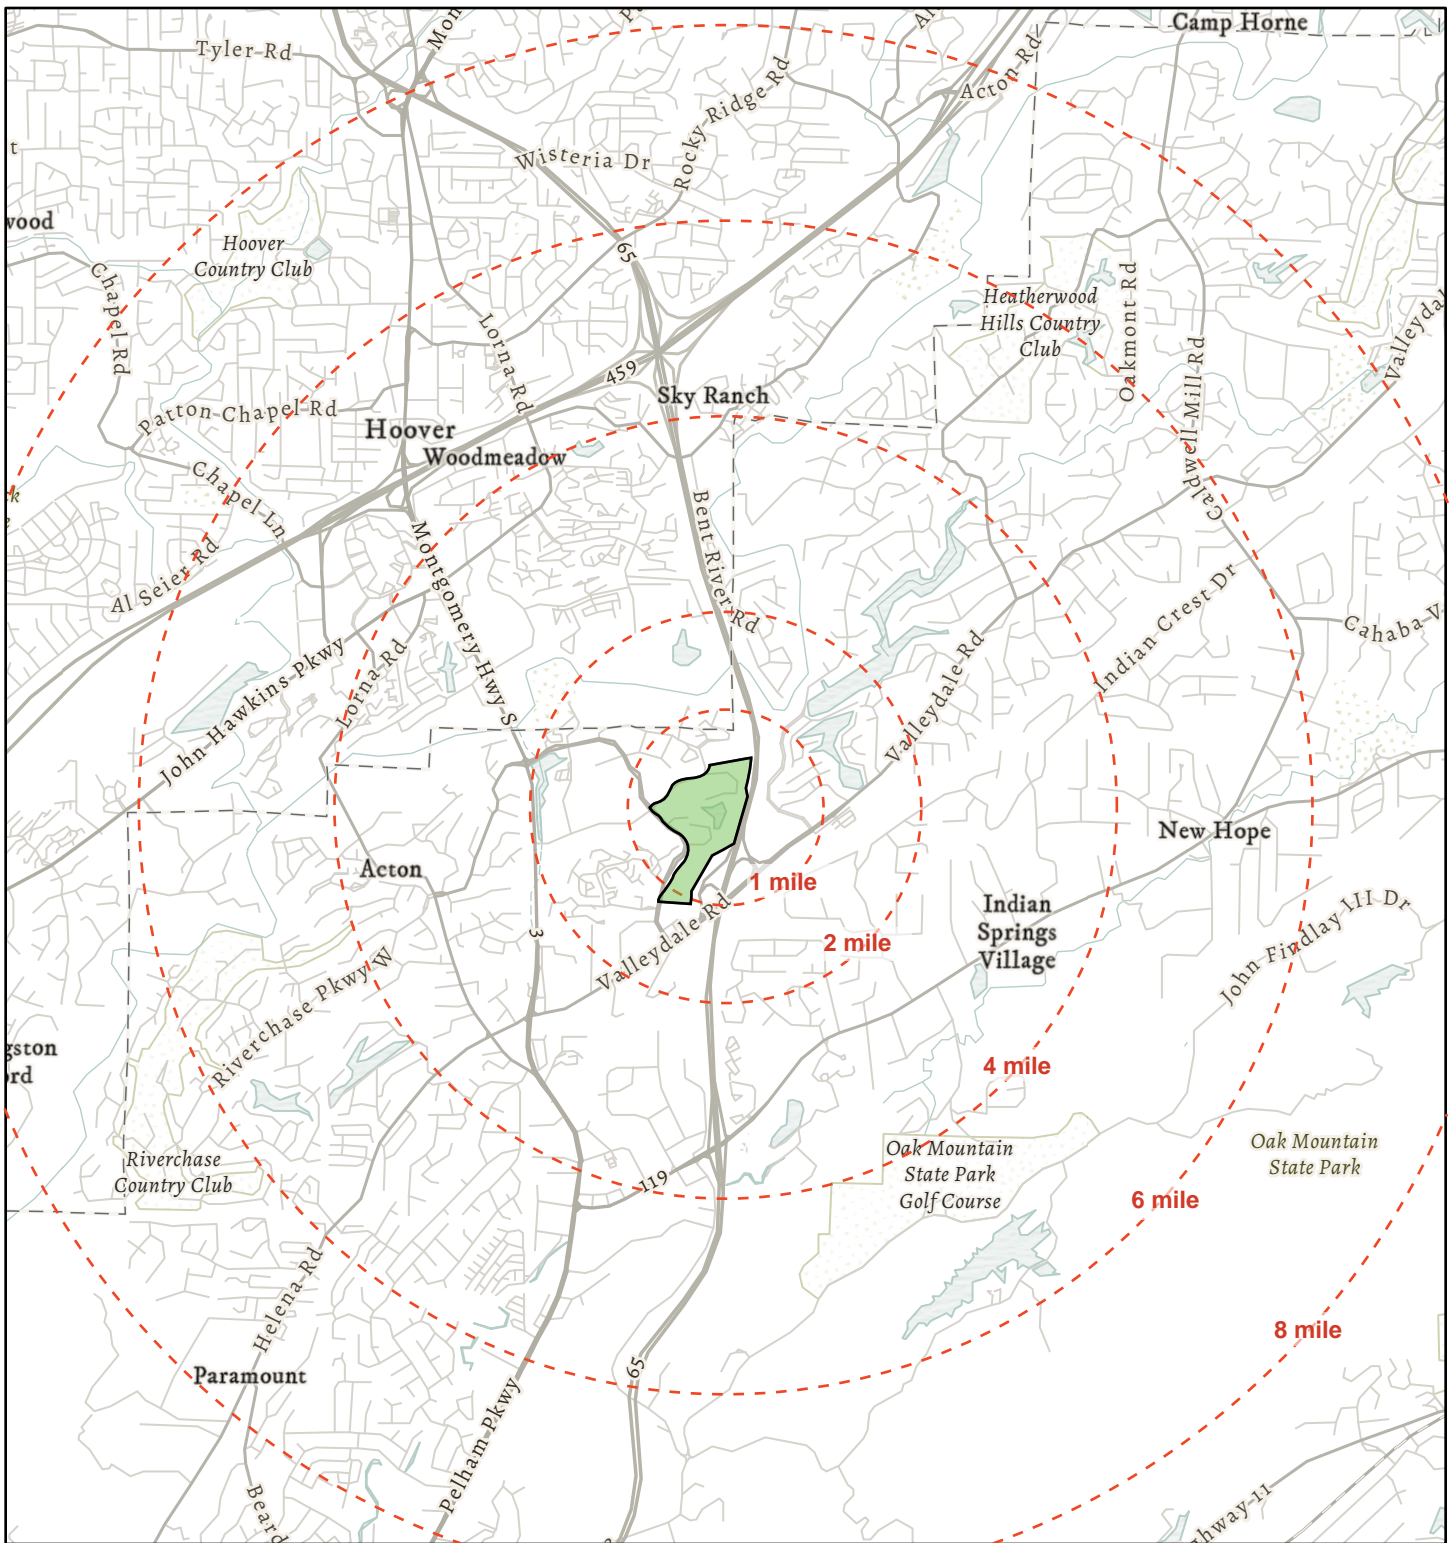 Camp Horne
Tyler Rd
Mon
Acton Rd
Rocky Ridge Rd
Wisteria Dr
t
wood
Hoover
Country Club
65
Chapel Rd
Heatherwood
Hills Country
Club
Oakmont Rd
Valleyda
Lorna Rd
459
Caldwell Mill Rd
Sky Ranch
Patton Chapel Rd
Hoover
Woodmeadow
Chapel Ln
Caldwell
Bent River Rd
Montgomery Hwy S
Al Seier Rd
Indian Crest Dr
Cahaba V
John Hawkins Pkwy
Lorna Rd
Valleydale Rd
New Hope
Acton
1 mile
Indian
Springs
Village
John Findlay III Dr
3
2 mile
Valleydale Rd
Riverchase Pkwy W
gston
ord
4 mile
Riverchase
Country Club
Oak Mountain
State Park
Golf Course
Oak Mountain
State Park
119
6 mile
Helena Rd
8 mile
Paramount
65
Pelham Pkwy
Beard
hway 11